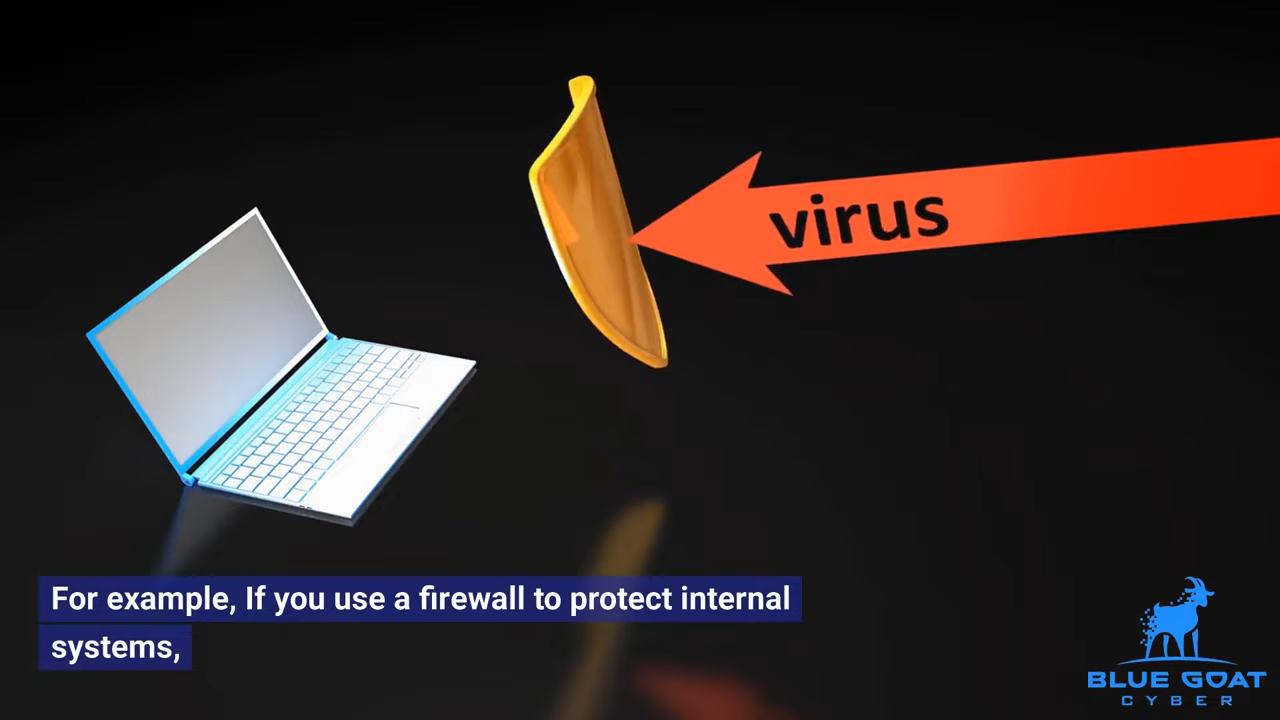 virus
For example, If you use a firewall to protect internal
systems,
BLUE GOAT
CYBER